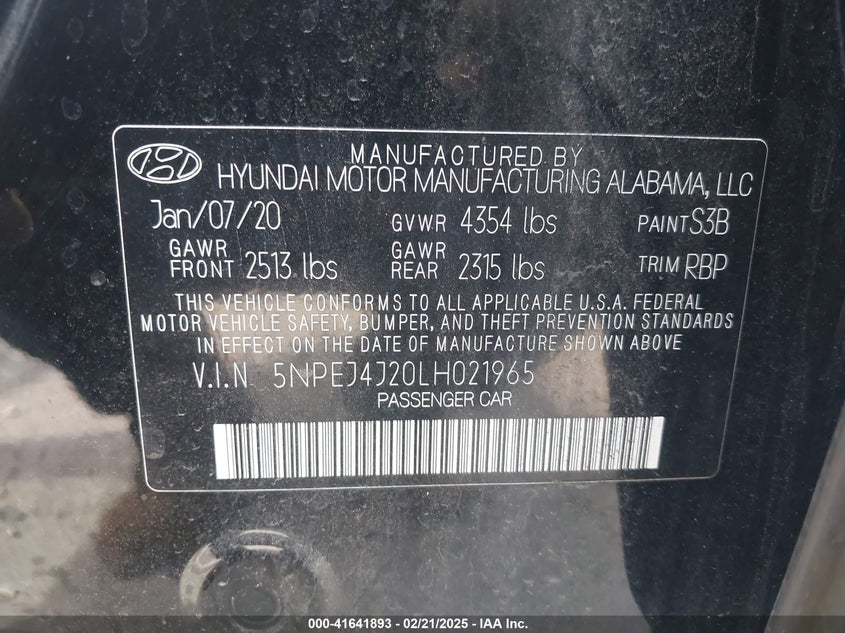 MANUFACTURED BY
HYUNDAI MOTOR MANUFACTURING ALABAMA, LLC
Jan/07/20 GVWR 4354 lbs PAINT S3B
GAWR FRONT 2513 lbs GAWR REAR 2315 lbs TRIM RBP
THIS VEHICLE CONFORMS TO ALL APPLICABLE U.S.A. FEDERAL
MOTOR VEHICLE SAFETY, BUMPER, AND THEFT PREVENTION STANDARDS
IN EFFECT ON THE DATE OF MANUFACTURE SHOWN ABOVE
V.I.N 5NPEJ4J20LH021965
PASSENGER CAR
000-41641893 - 02/21/2025 - IAA Inc.